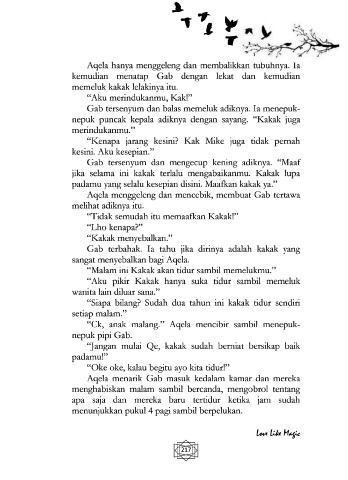 Aqela hanya menggeleng dan membalikkan tubuhnya. Ia
kemudian menatap Gab dengan lekat dan kemudian
memeluk kakak lelakinya itu.
“Aku merindukanmu, Kak!”
Gab tersenyum dan balas memeluk adiknya. Ia menepuk-
nepuk puncak kepala adiknya dengan sayang. “Kakak juga
merindukanmu.”
“Kenapa jarang kesini? Kak Mike juga tidak pernah
kesini. Aku kesepian.”
Gab tersenyum dan mengecup kening adiknya. “Maaf
jika selama ini kakak terlalu mengabaikanmu. Kakak lupa
padamu yang selalu kesepian disini. Maafkan kakak ya.”
Aqela menggeleng dan mencebik, membuat Gab tertawa
melihat adiknya itu.
“Tidak semudah itu memaafkan Kakak!”
“Lho kenapa?”
“Kakak menyebalkan.”
Gab terbahak. Ia tahu jika dirinya adalah kakak yang
sangat menyebalkan bagi Aqela.
“Malam ini Kakak akan tidur sambil memelukmu.”
“Aku pikir Kakak hanya suka tidur sambil memeluk
wanita lain diluar sana.”
“Siapa bilang? Sudah dua tahun ini kakak tidur sendiri
setiap malam.”
“Ck, anak malang.” Aqela mencibir sambil menepuk-
nepuk pipi Gab.
“Jangan mulai Qe, kakak sudah berniat bersikap baik
padamu!”
“Oke oke, kalau begitu ayo kita tidur!”
Aqela menarik Gab masuk kedalam kamar dan mereka
menghabiskan malam sambil bercanda, mengobrol tentang
apa saja dan mereka baru tertidur ketika jam sudah
menunjukkan pukul 4 pagi sambil berpelukan.
Love Like Magic
217